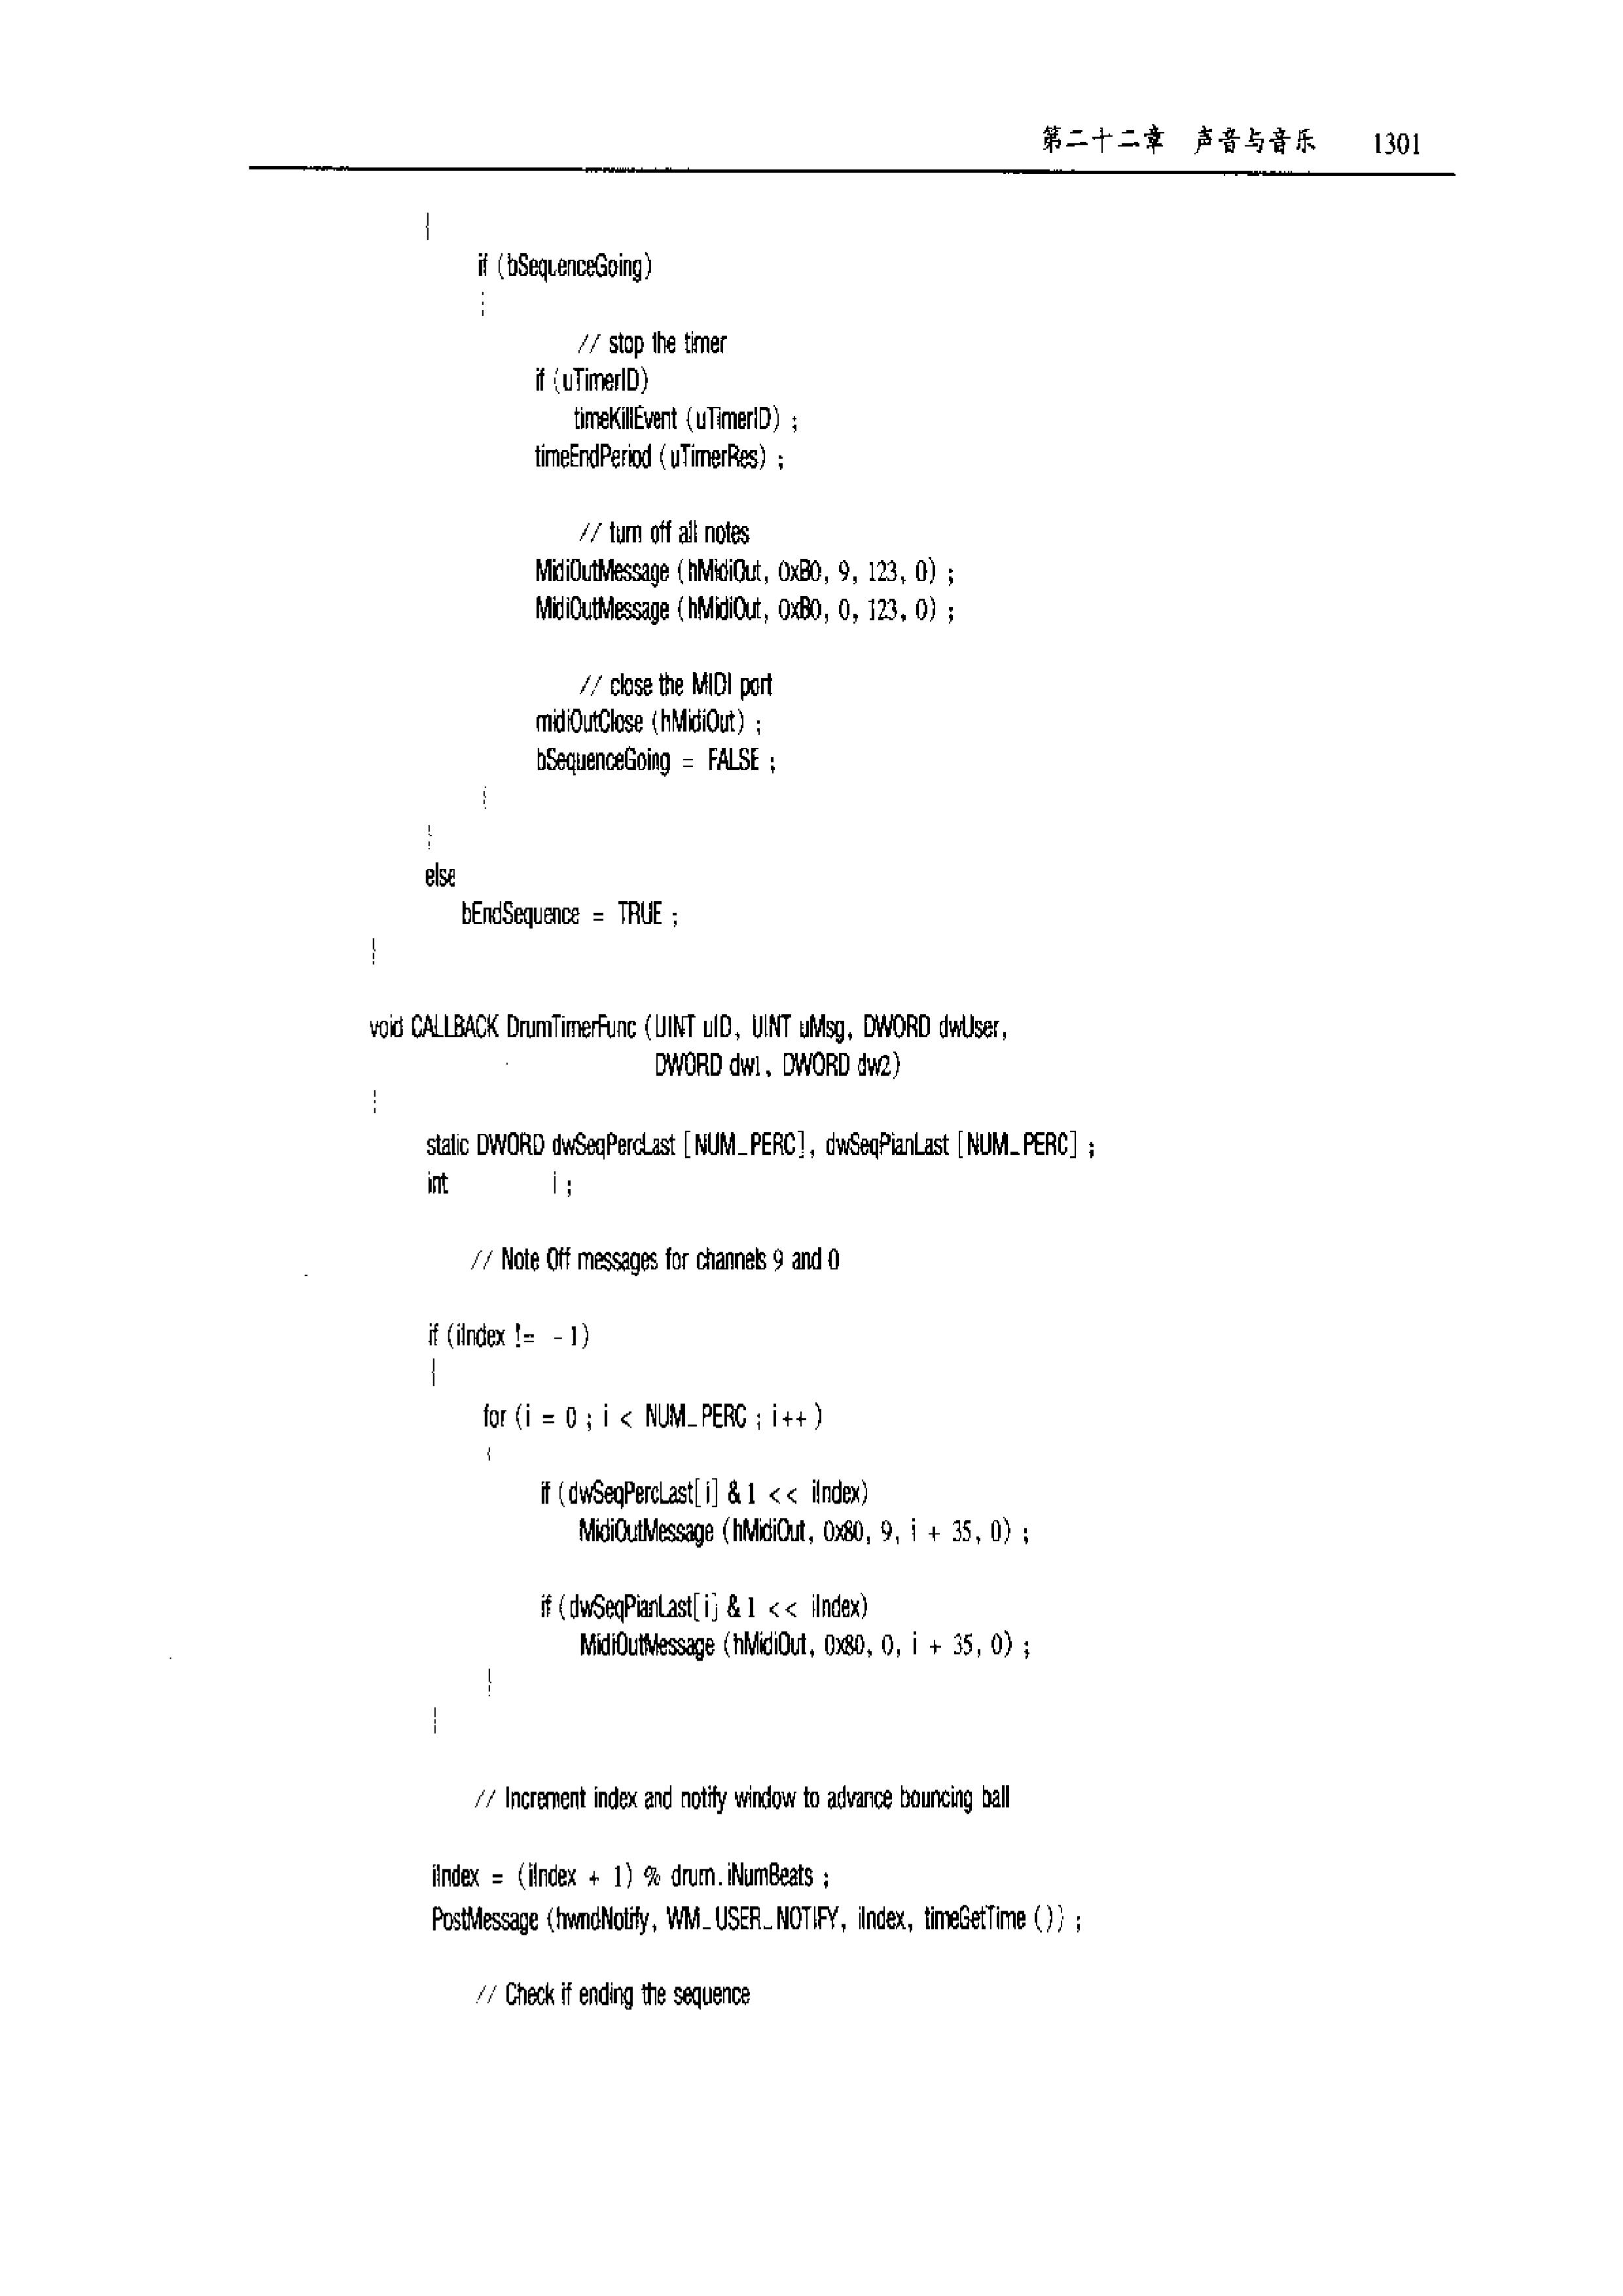 第二十二章 声音与音乐 1301
{
if (bSequenceGoing)
{
// stop the timer
if (uTimerID)
timeKillEvent (uTimerID) ;
timeEndPeriod (uTimerRes) ;
// turn off all notes
MidiOutMessage (hMidiOut, 0xB0, 9, 123, 0) ;
MidiOutMessage (hMidiOut, 0xB0, 0, 123, 0) ;
// close the MIDI port
midiOutClose (hMidiOut) ;
bSequenceGoing = FALSE ;
}
}
else
bEndSequence = TRUE ;
}
void CALLBACK DrumTimerFunc (UINT uID, UINT uMsg, DWORD dwUser,
DWORD dw1, DWORD dw2)
{
static DWORD dwSeqPercLast [NUM_PERC], dwSeqPianLast [NUM_PERC] ;
int i ;
// Note Off messages for channels 9 and 0
if (iIndex != -1)
{
for (i = 0 ; i < NUM_PERC ; i++ )
{
if (dwSeqPercLast[i] & 1 << iIndex)
MidiOutMessage (hMidiOut, 0x80, 9, i + 35, 0) ;
if (dwSeqPianLast[i] & 1 << iIndex)
MidiOutMessage (hMidiOut, 0x80, 0, i + 35, 0) ;
}
}
// Increment index and notify window to advance bouncing ball
iIndex = (iIndex + 1) % drum.iNumBeats ;
PostMessage (hwndNotify, WM_USER_NOTIFY, iIndex, timeGetTime ()) ;
// Check if ending the sequence